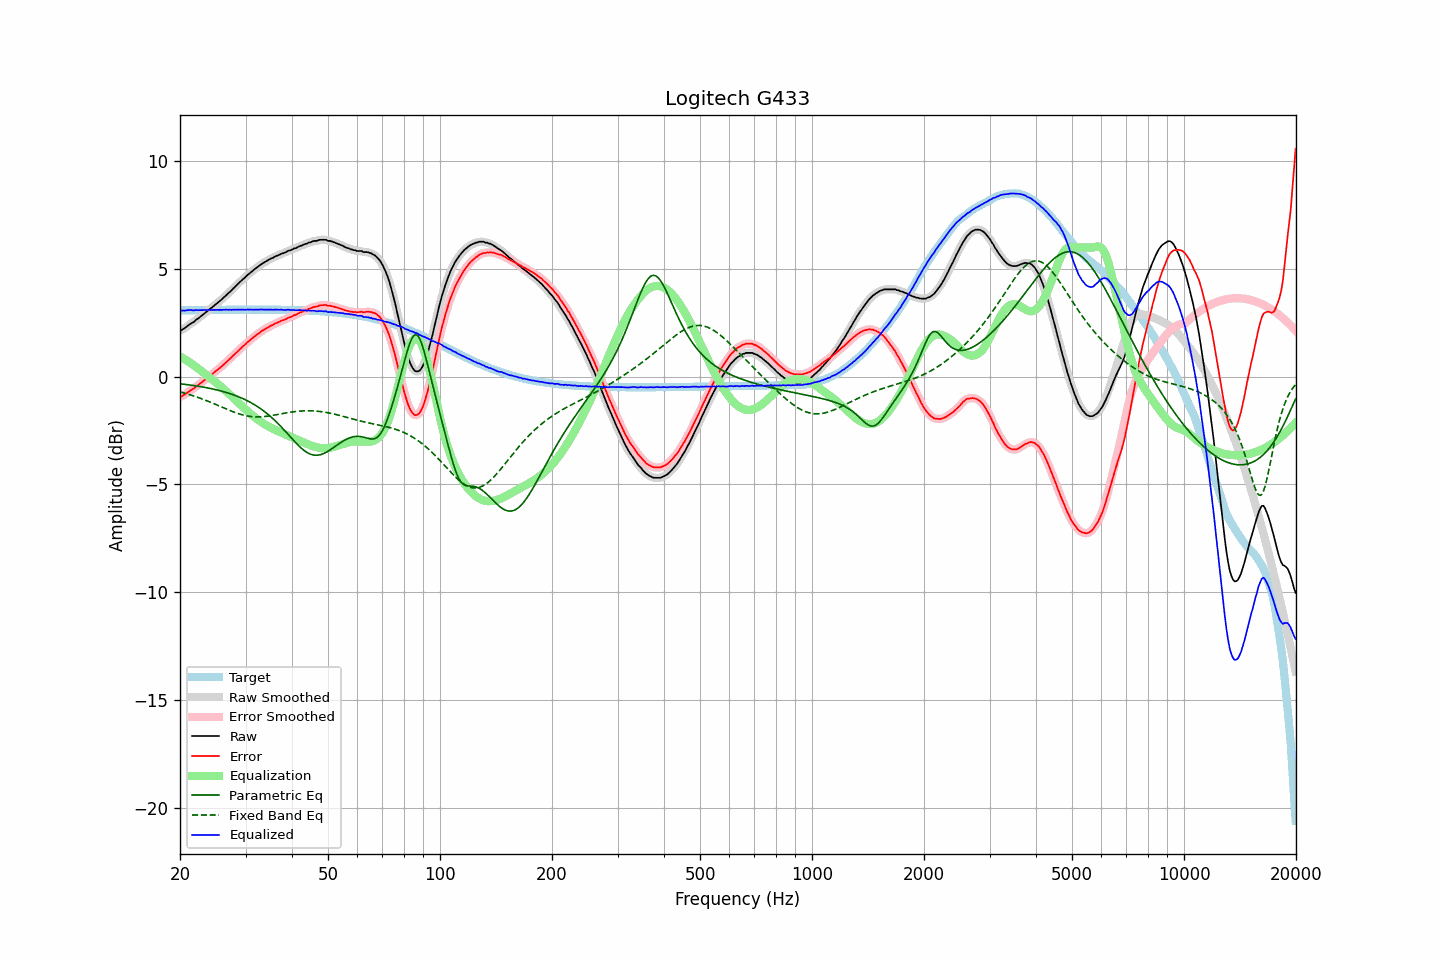 Logitech G433
10
5
0
−5
−10
−15
−20
Amplitude (dBr)
Target
Raw Smoothed
Error Smoothed
Raw
Error
Equalization
Parametric Eq
Fixed Band Eq
Equalized
20 50 100 200 500 1000 2000 5000 10000 20000
Frequency (Hz)